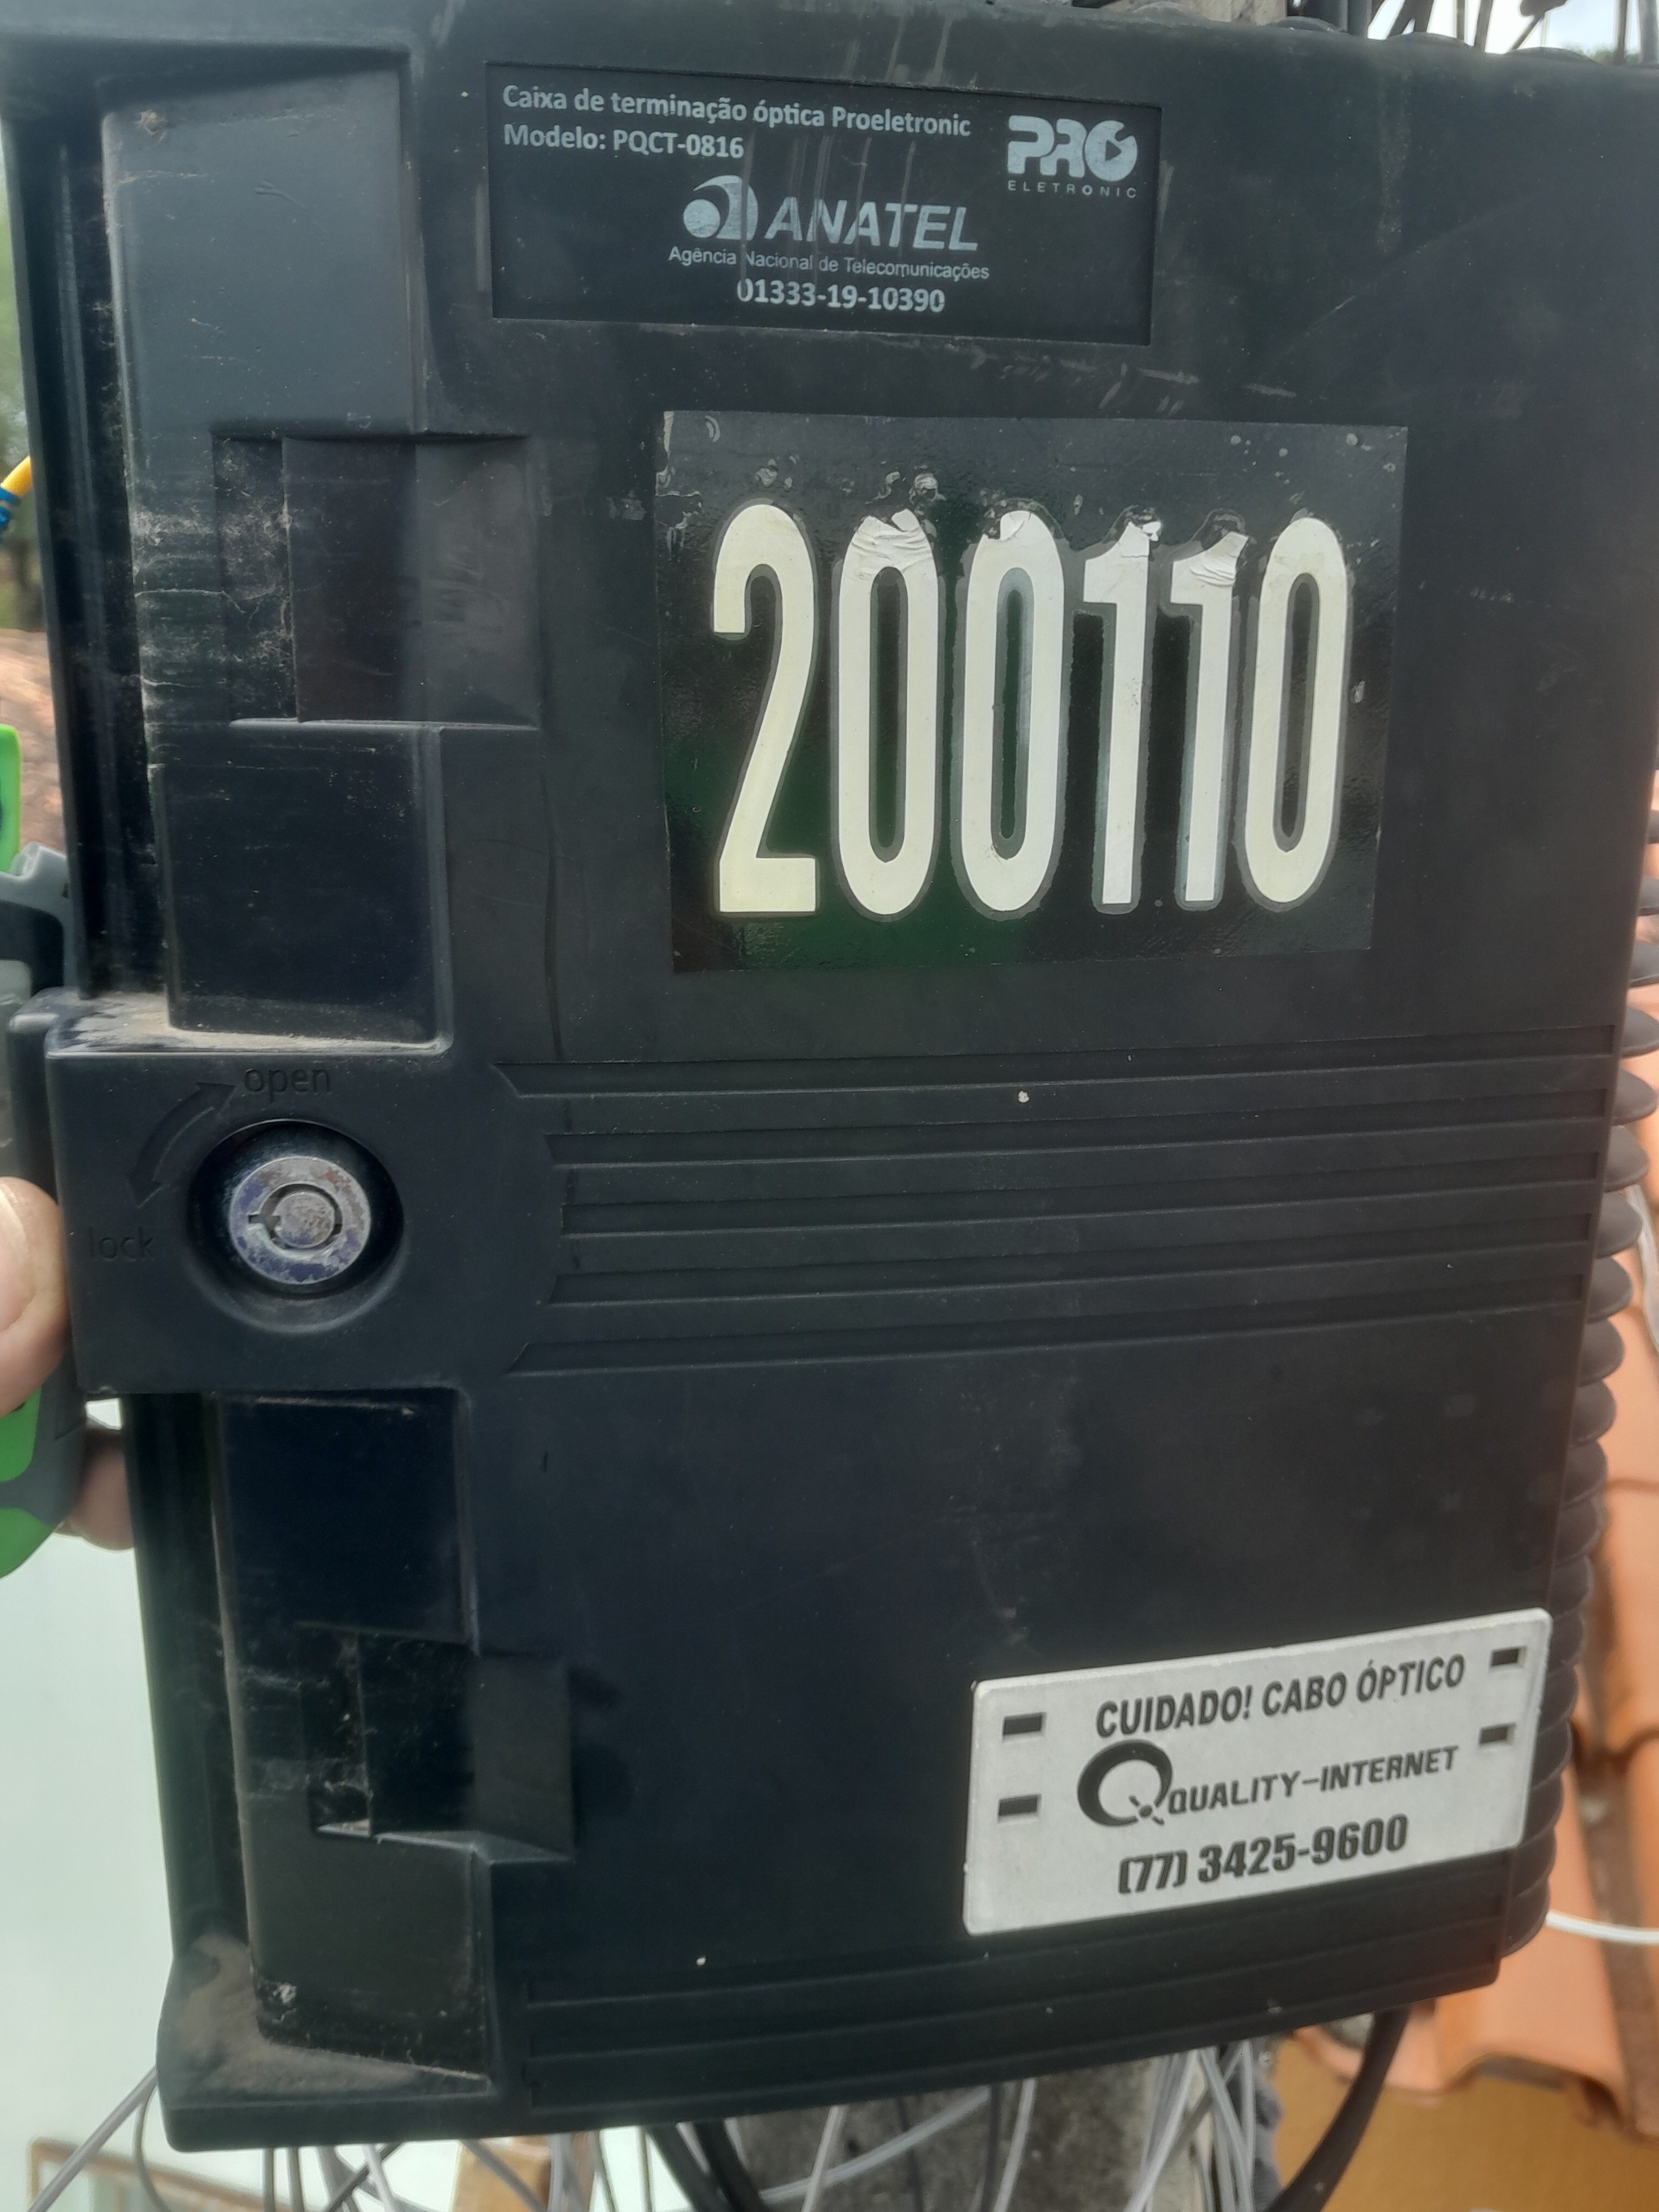 Caixa de terminação óptica Proeletronic
Modelo: PQCT-0816
PRO
ELETRONIC
ANATEL
Agência Nacional de Telecomunicações
01333-19-10390
200110
open
lock
CUIDADO! CABO ÓPTICO
QUALITY-INTERNET
(77) 3425-9600